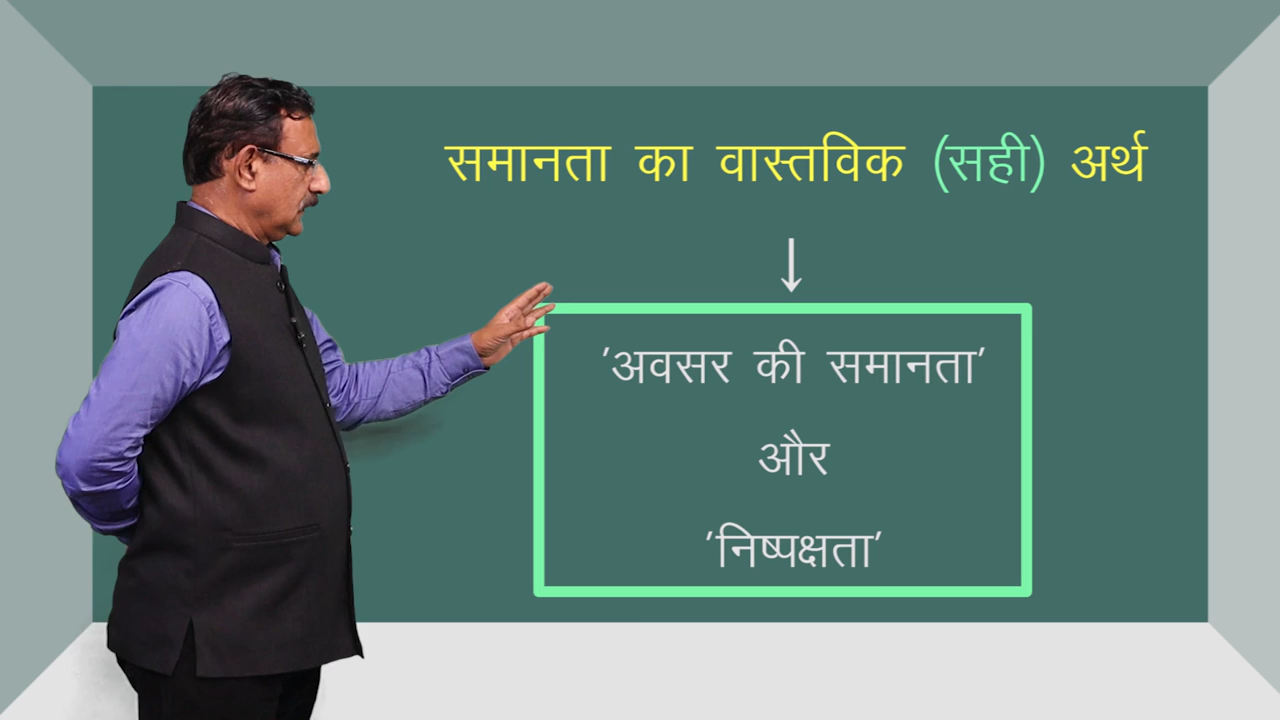 समानता का वास्तविक (सही) अर्थ
↓
'अवसर की समानता'
और
'निष्पक्षता'